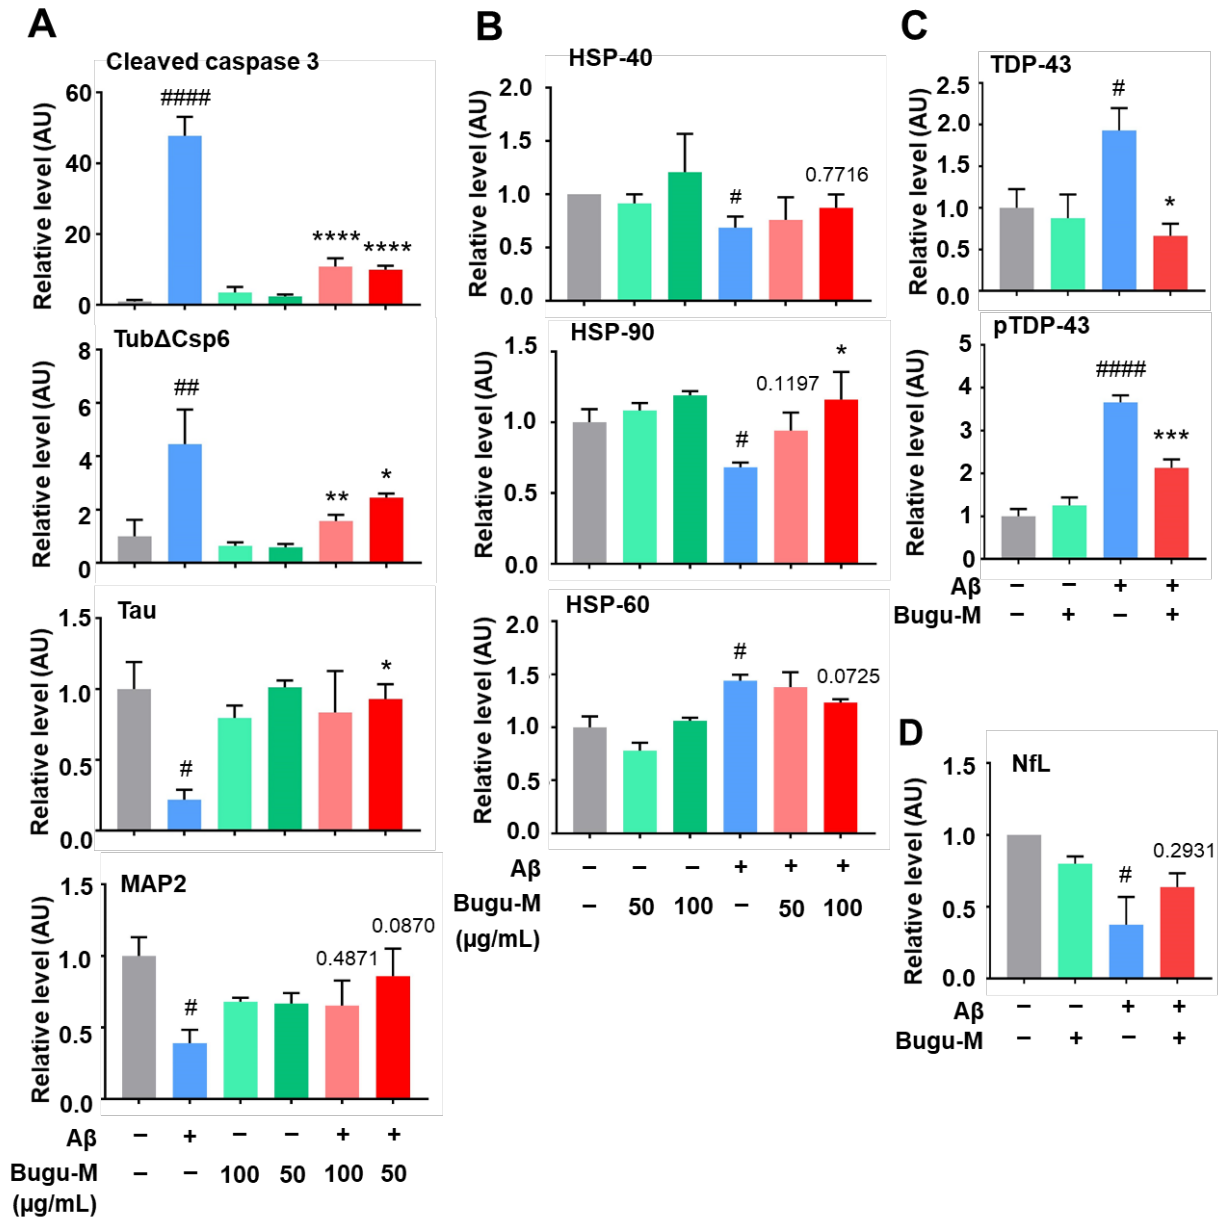 A
Cleaved caspase 3
Relative level (AU)
60
40
20
0
####
****
****
TubΔCsp6
Relative level (AU)
8
6
4
2
0
##
**
*
Tau
Relative level (AU)
1.5
1.0
0.5
0.0
#
*
MAP2
Relative level (AU)
1.5
1.0
0.5
0.0
#
0.4871
0.0870
Aβ − + − − + +
Bugu-M − − 100 50 100 50
(µg/mL)
B
HSP-40
Relative level (AU)
2.0
1.5
1.0
0.5
0.0
#
0.7716
HSP-90
Relative level (AU)
1.5
1.0
0.5
0.0
#
0.1197
*
HSP-60
Relative level (AU)
2.0
1.5
1.0
0.5
0.0
#
0.0725
Aβ − − − + + +
Bugu-M − 50 100 − 50 100
(µg/mL)
C
TDP-43
Relative level (AU)
2.5
2.0
1.5
1.0
0.5
0.0
#
*
pTDP-43
Relative level (AU)
5
4
3
2
1
0
####
***
Aβ − − + +
Bugu-M − + − +
D
NfL
Relative level (AU)
1.5
1.0
0.5
0.0
#
0.2931
Aβ − − + +
Bugu-M − + − +